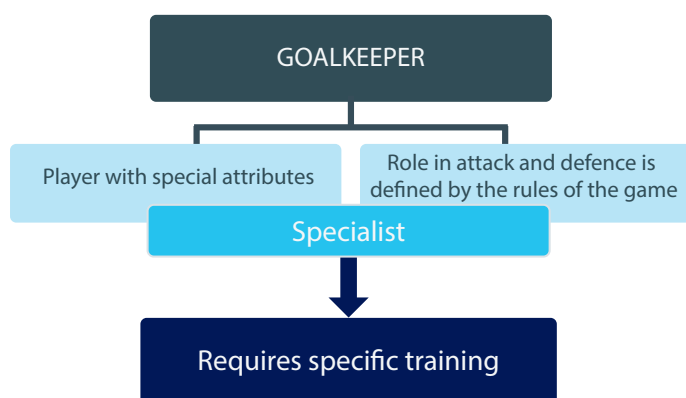 GOALKEEPER
Player with special attributes
Role in attack and defence is
defined by the rules of the game
Specialist
Requires specific training